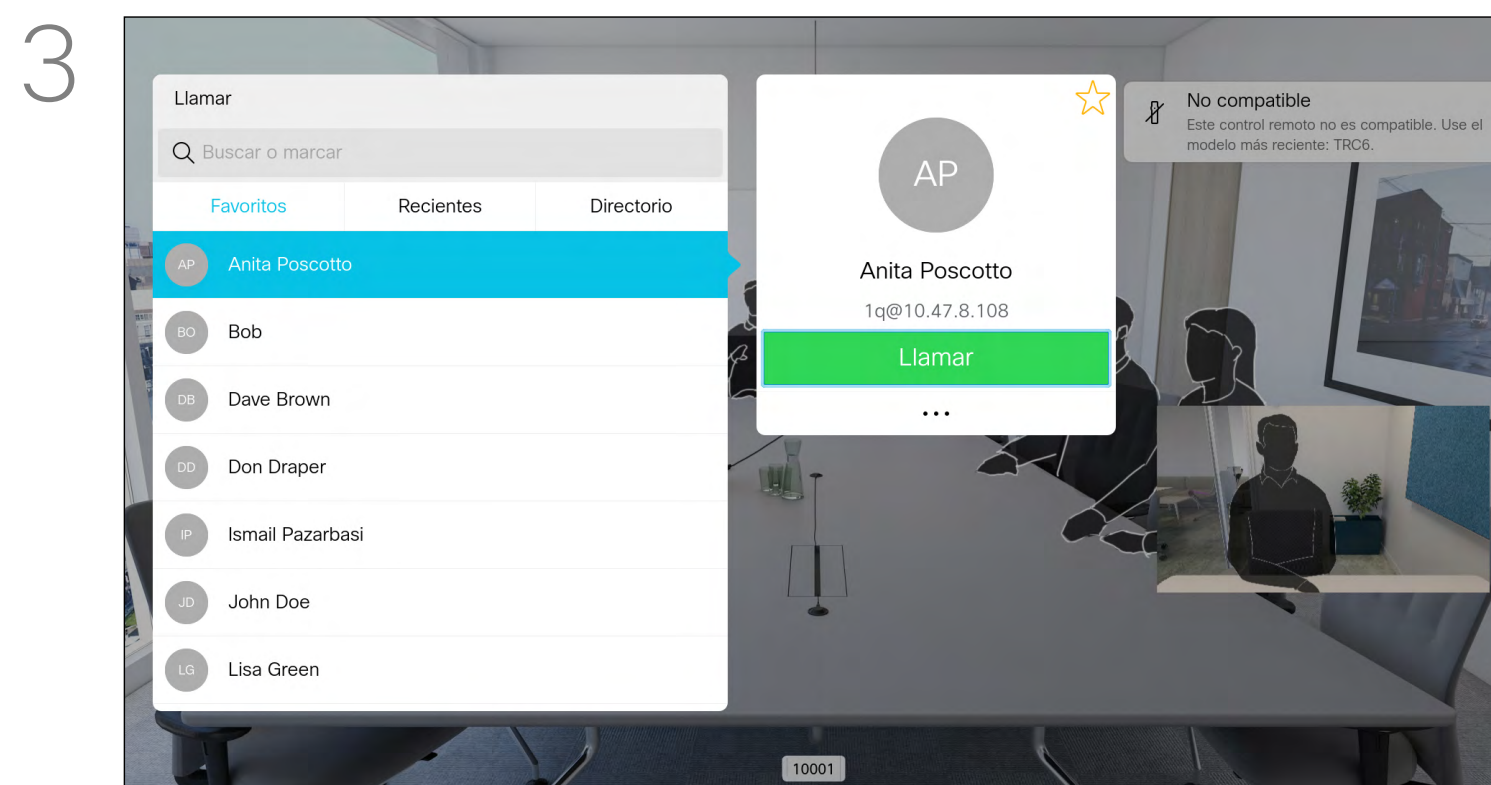 3
Llamar
Buscar o marcar
Favoritos Recientes Directorio
AP Anita Poscotto
BO Bob
DB Dave Brown
DD Don Draper
IP Ismail Pazarbasi
JD John Doe
LG Lisa Green
AP
Anita Poscotto
1q@10.47.8.108
Llamar
...
No compatible
Este control remoto no es compatible. Use el
modelo más reciente: TRC6.
10001